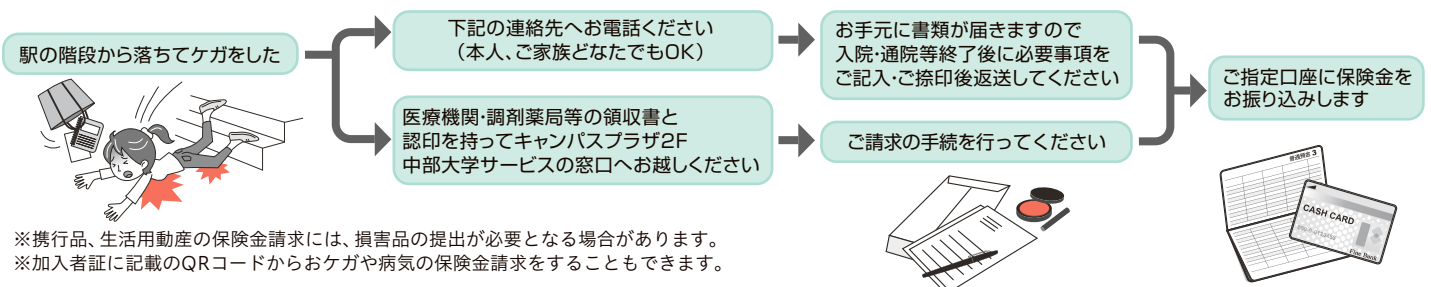 駅の階段から落ちてケガをした
下記の連絡先へお電話ください
（本人、ご家族どなたでもOK）
お手元に書類が届きますので
入院・通院等終了後に必要事項を
ご記入・ご捺印後返送してください
医療機関・調剤薬局等の領収書と
認印を持ってキャンパスプラザ2F
中部大学サービスの窓口へお越しください
ご請求の手続を行ってください
ご指定口座に保険金を
お振り込みします
普通預金 3
CASH CARD
Fine Bank
※携行品、生活用動産の保険金請求には、損害品の提出が必要となる場合があります。
※加入者証に記載のQRコードからおケガや病気の保険金請求をすることもできます。